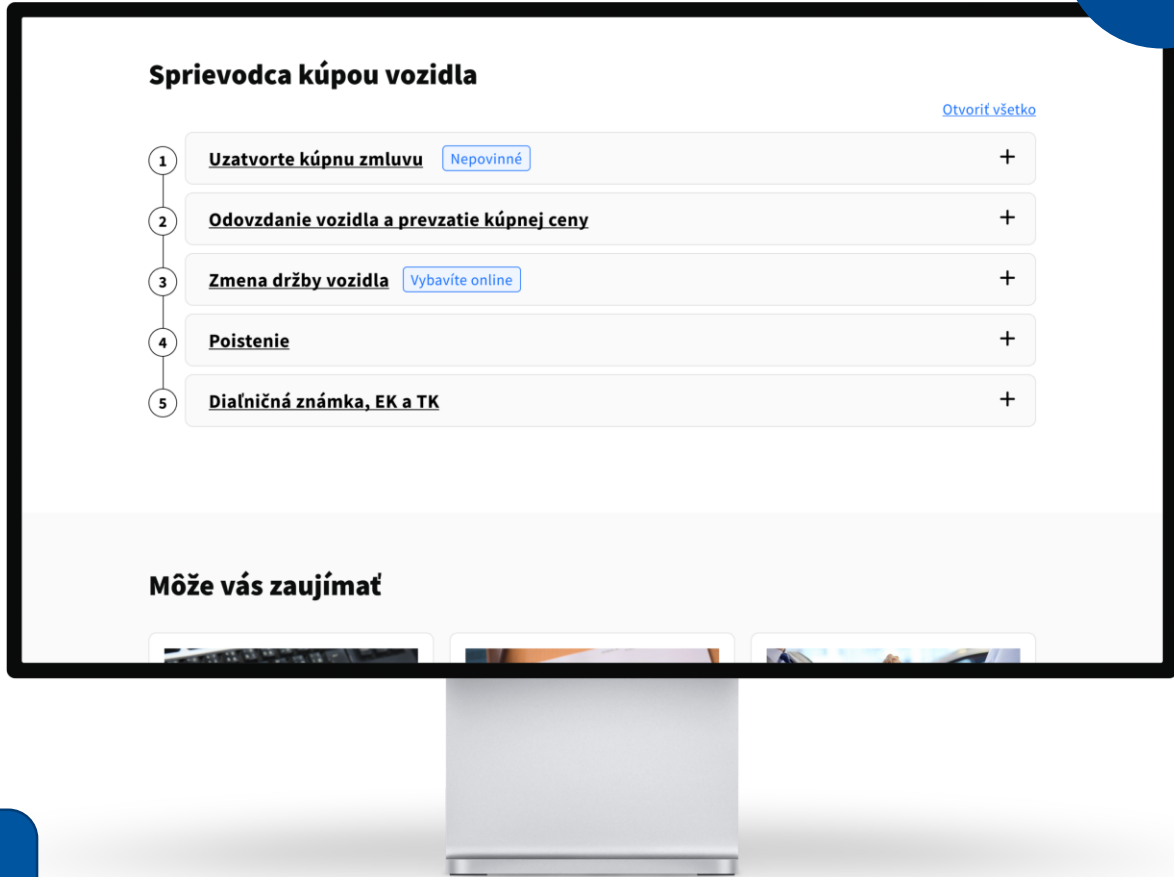 Sprievodca kúpou vozidla
Otvoriť všetko
1 Uzatvorte kúpnu zmluvu Nepovinné +
2 Odovzdanie vozidla a prevzatie kúpnej ceny +
3 Zmena držby vozidla Vybavíte online +
4 Poistenie +
5 Diaľničná známka, EK a TK +
Môže vás zaujímať